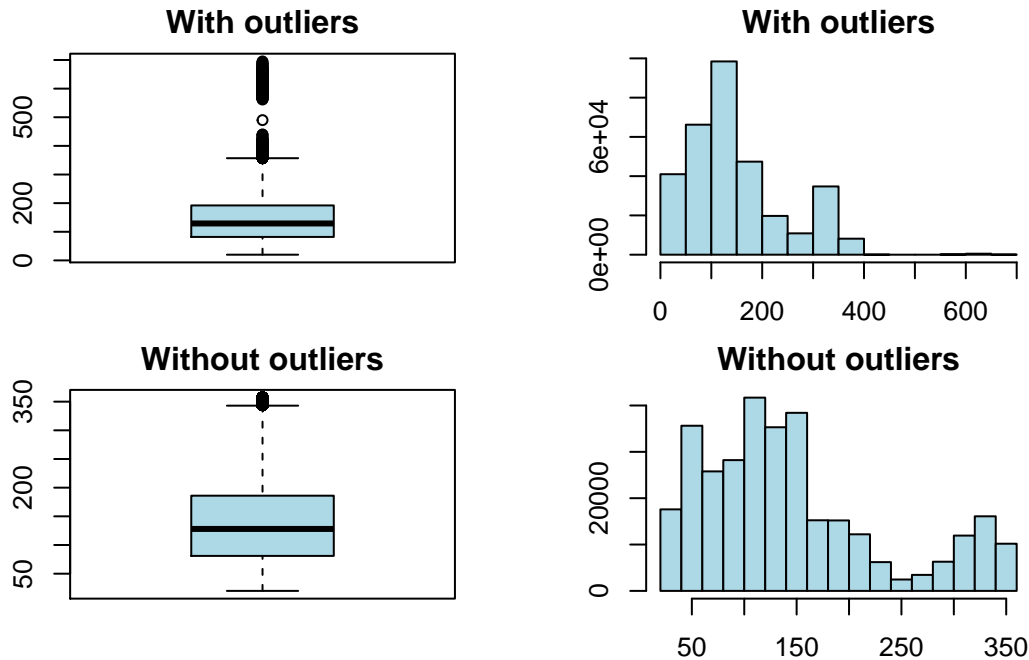 With outliers
0 200 500
With outliers
0e+00 6e+04
0 200 400 600
Without outliers
50 200 350
Without outliers
0 20000
50 150 250 350